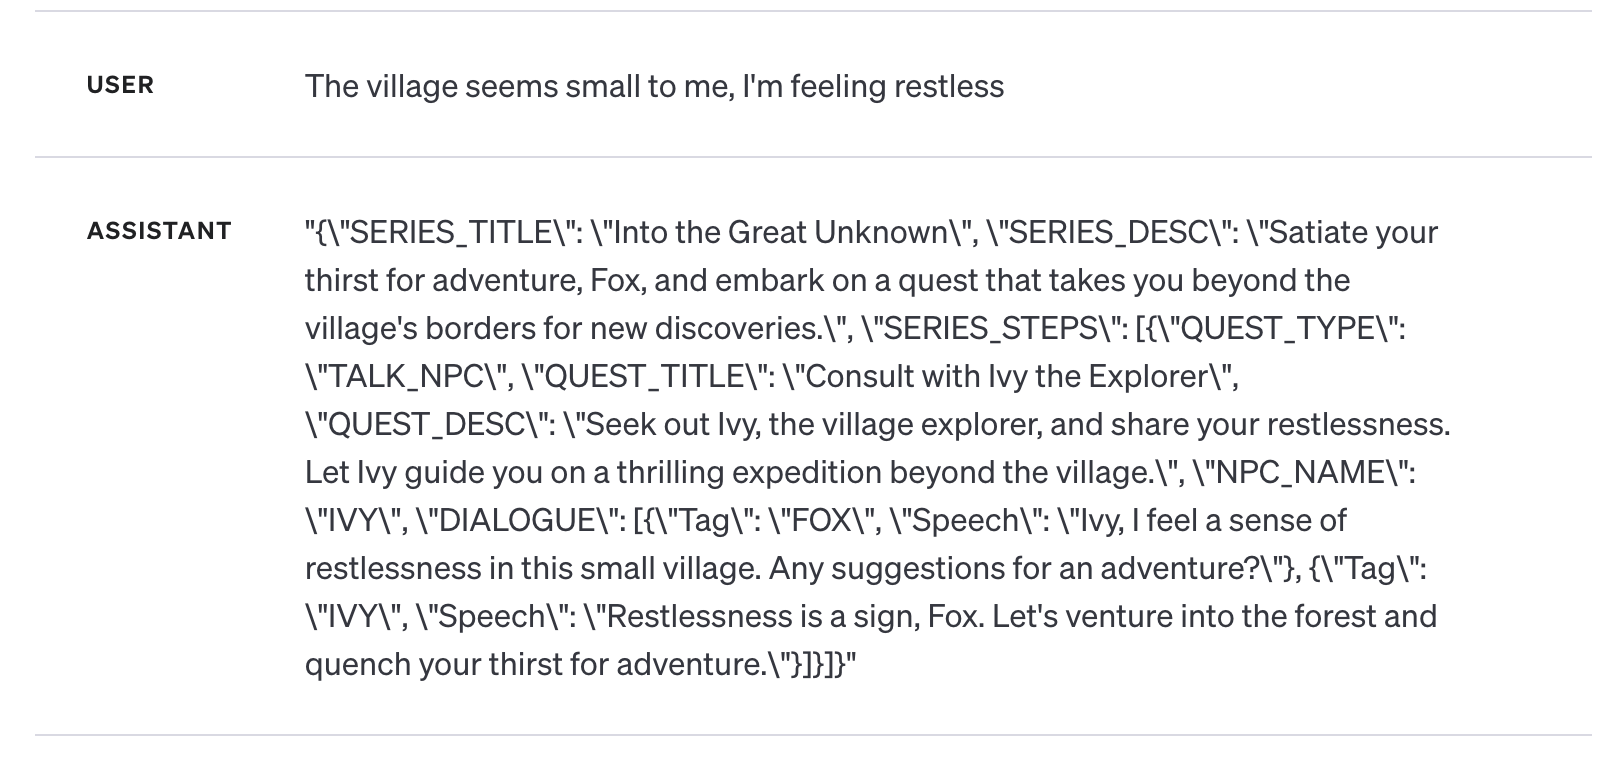 USER
The village seems small to me, I'm feeling restless
ASSISTANT
"{\"SERIES_TITLE\": \"Into the Great Unknown\", \"SERIES_DESC\": \"Satiate your
thirst for adventure, Fox, and embark on a quest that takes you beyond the
village's borders for new discoveries.\", \"SERIES_STEPS\": [{\"QUEST_TYPE\":
\"TALK_NPC\", \"QUEST_TITLE\": \"Consult with Ivy the Explorer\",
\"QUEST_DESC\": \"Seek out Ivy, the village explorer, and share your restlessness.
Let Ivy guide you on a thrilling expedition beyond the village.\", \"NPC_NAME\":
\"IVY\", \"DIALOGUE\": [{\"Tag\": \"FOX\", \"Speech\": \"Ivy, I feel a sense of
restlessness in this small village. Any suggestions for an adventure?\"}, {\"Tag\":
\"IVY\", \"Speech\": \"Restlessness is a sign, Fox. Let's venture into the forest and
quench your thirst for adventure.\"}]}]}"